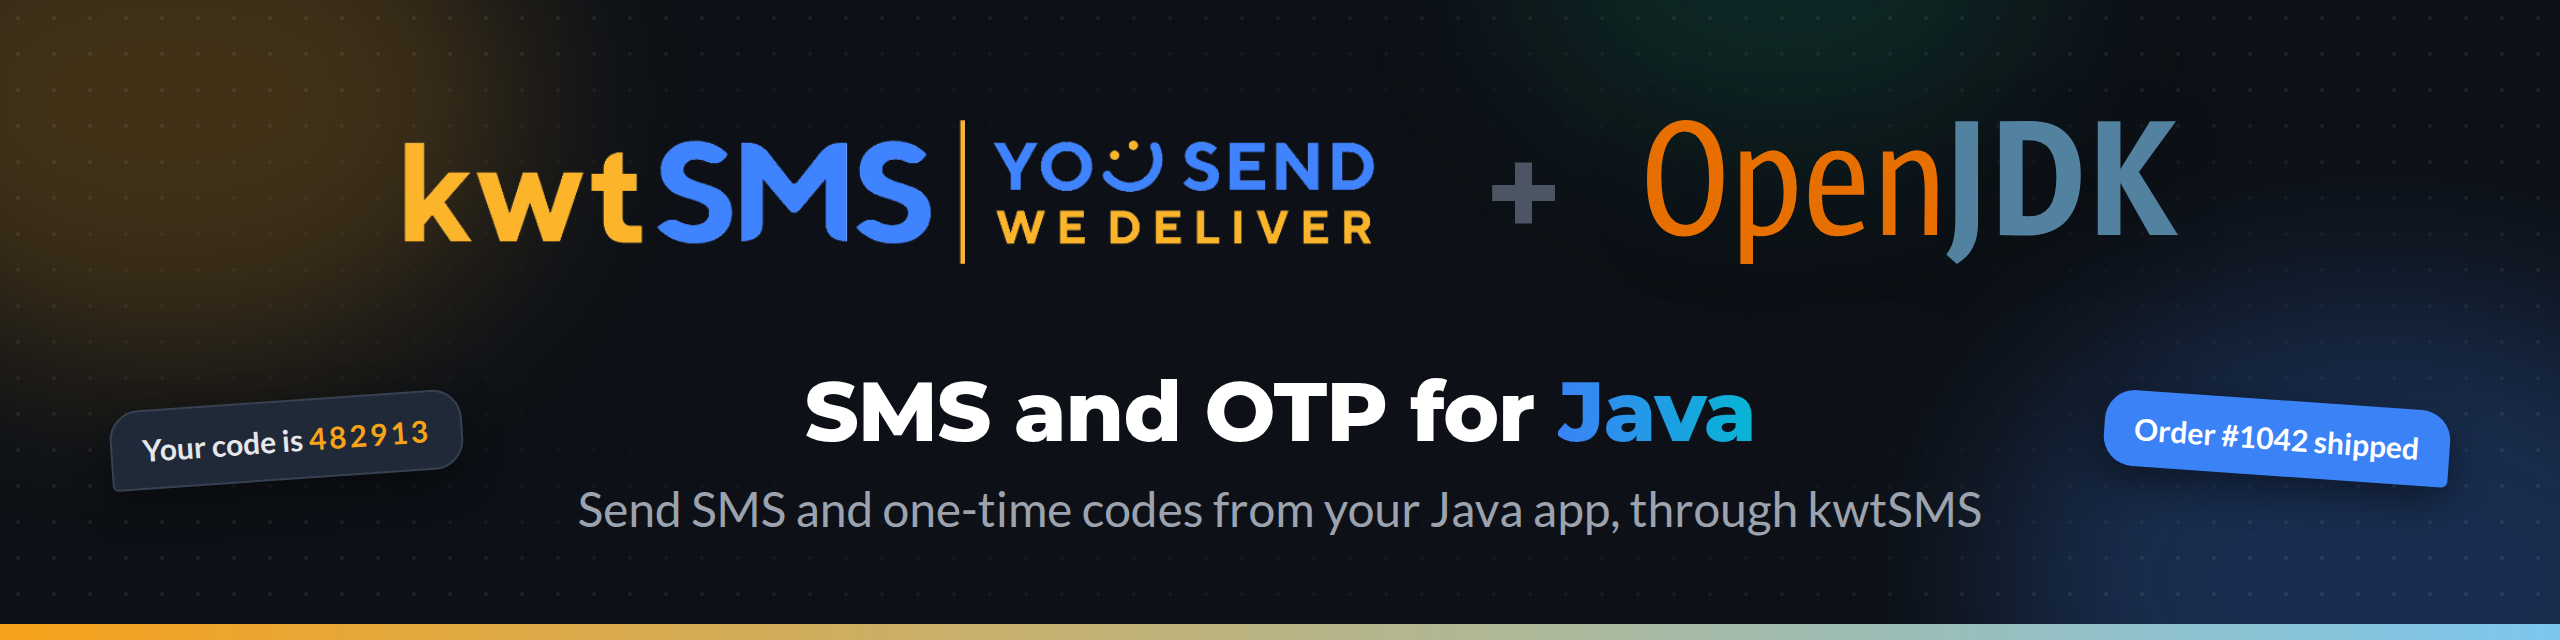 kwtSMS
YOU SEND
WE DELIVER
+
OpenJDK
SMS and OTP for Java
Your code is 482913
Order #1042 shipped
Send SMS and one-time codes from your Java app, through kwtSMS